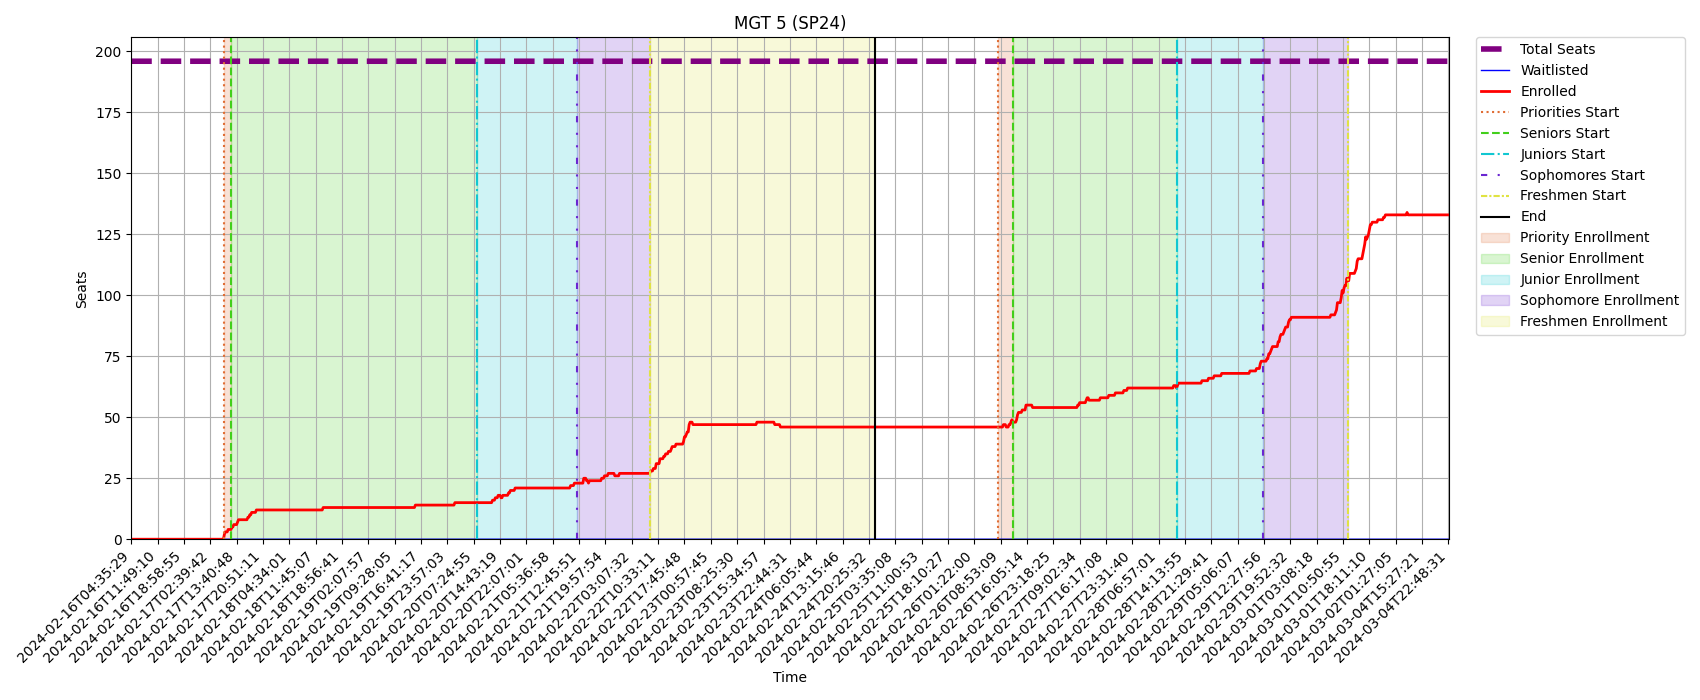 MGT 5 (SP24)
Seats
200
175
150
125
100
75
50
25
0
2024-02-16T04:35:29
2024-02-16T11:49:10
2024-02-16T18:58:55
2024-02-17T02:39:42
2024-02-17T13:40:48
2024-02-17T20:51:11
2024-02-18T04:34:01
2024-02-18T11:45:07
2024-02-18T18:56:41
2024-02-19T02:07:57
2024-02-19T09:28:05
2024-02-19T16:41:17
2024-02-19T23:57:03
2024-02-20T07:24:55
2024-02-20T14:43:19
2024-02-20T22:07:01
2024-02-21T05:36:58
2024-02-21T12:45:51
2024-02-21T19:57:54
2024-02-22T03:07:32
2024-02-22T10:33:11
2024-02-22T17:45:48
2024-02-23T00:57:45
2024-02-23T08:25:30
2024-02-23T15:34:57
2024-02-23T22:44:31
2024-02-24T06:05:44
2024-02-24T13:15:46
2024-02-24T20:25:32
2024-02-25T03:35:08
2024-02-25T11:00:53
2024-02-25T18:10:27
2024-02-26T01:22:00
2024-02-26T08:53:09
2024-02-26T16:05:14
2024-02-26T23:18:25
2024-02-27T09:02:34
2024-02-27T16:17:08
2024-02-27T23:31:40
2024-02-28T06:57:01
2024-02-28T14:13:55
2024-02-28T21:29:41
2024-02-29T05:06:07
2024-02-29T12:27:56
2024-02-29T19:52:32
2024-03-01T03:08:18
2024-03-01T10:50:55
2024-03-01T18:11:10
2024-03-02T01:27:05
2024-03-04T15:27:21
2024-03-04T22:48:31
Time
Total Seats
Waitlisted
Enrolled
Priorities Start
Seniors Start
Juniors Start
Sophomores Start
Freshmen Start
End
Priority Enrollment
Senior Enrollment
Junior Enrollment
Sophomore Enrollment
Freshmen Enrollment